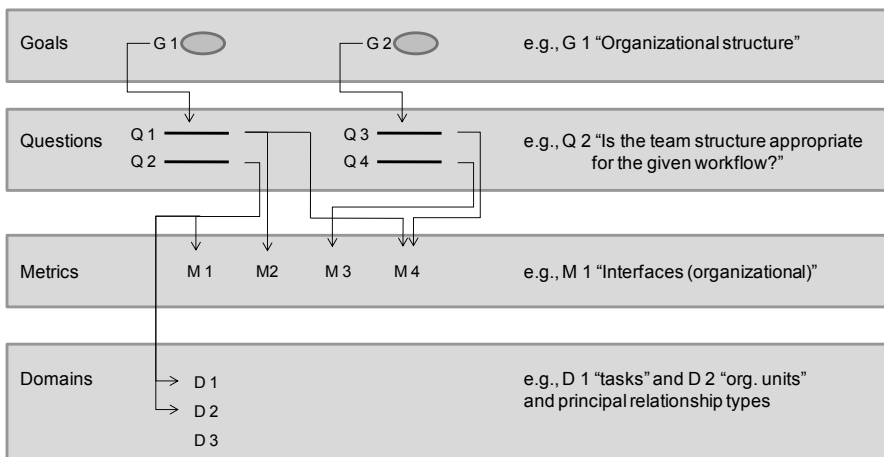 Goals G 1 G 2 e.g., G 1 “Organizational structure”
Questions Q 1 Q 3 e.g., Q 2 “Is the team structure appropriate
Q 2 Q 4 for the given workflow?”
Metrics M 1 M2 M 3 M 4 e.g., M 1 “Interfaces (organizational)”
Domains D 1 e.g., D 1 “tasks” and D 2 “org. units”
D 2 and principal relationship types
D 3